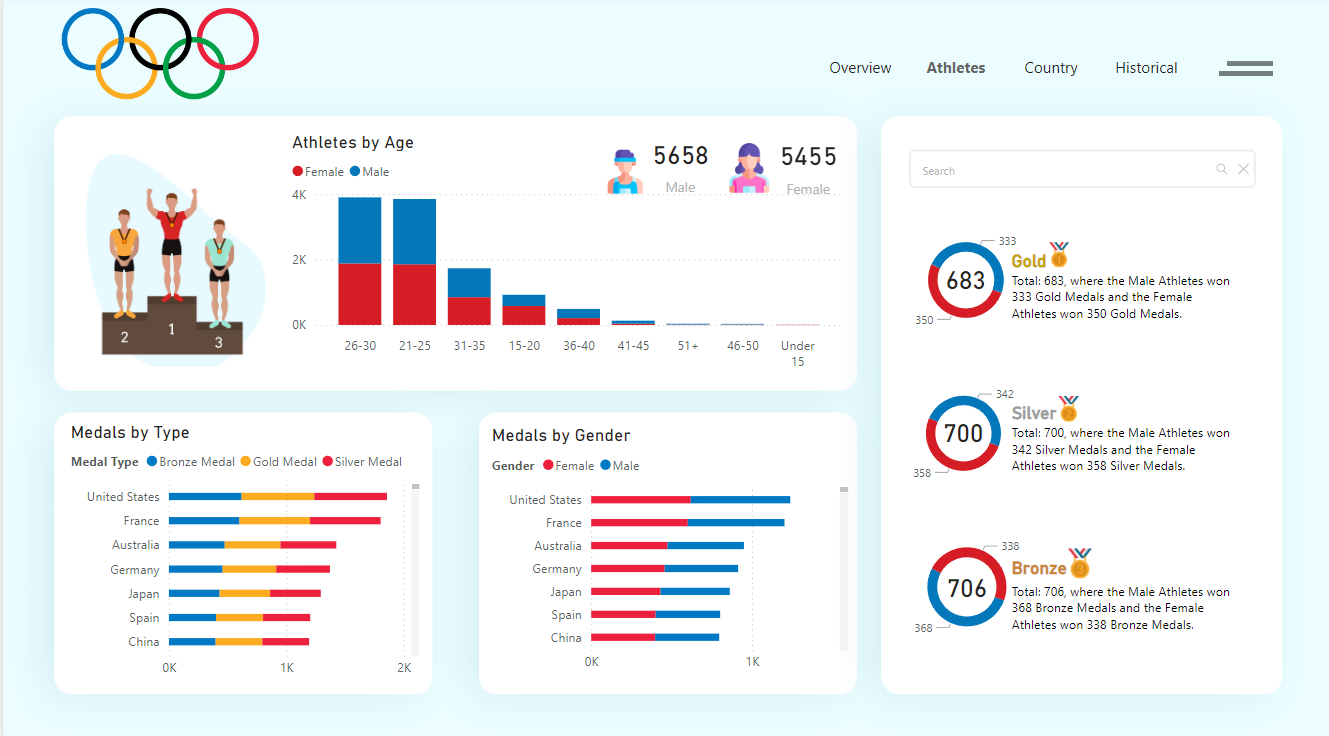 Overview Athletes Country Historical
Athletes by Age
Female Male
5658
Male
5455
Female
4K
2K
0K
26-30 21-25 31-35 15-20 36-40 41-45 51+ 46-50 Under
15
2 1 3
Medals by Type
Medal Type Bronze Medal Gold Medal Silver Medal
United States
France
Australia
Germany
Japan
Spain
China
0K 1K 2K
Medals by Gender
Gender Female Male
United States
France
Australia
Germany
Japan
Spain
China
0K 1K
Search
333
683
350
Gold
1
Total: 683, where the Male Athletes won
333 Gold Medals and the Female
Athletes won 350 Gold Medals.
342
700
358
Silver
2
Total: 700, where the Male Athletes won
342 Silver Medals and the Female
Athletes won 358 Silver Medals.
338
706
368
Bronze
3
Total: 706, where the Male Athletes won
368 Bronze Medals and the Female
Athletes won 338 Bronze Medals.